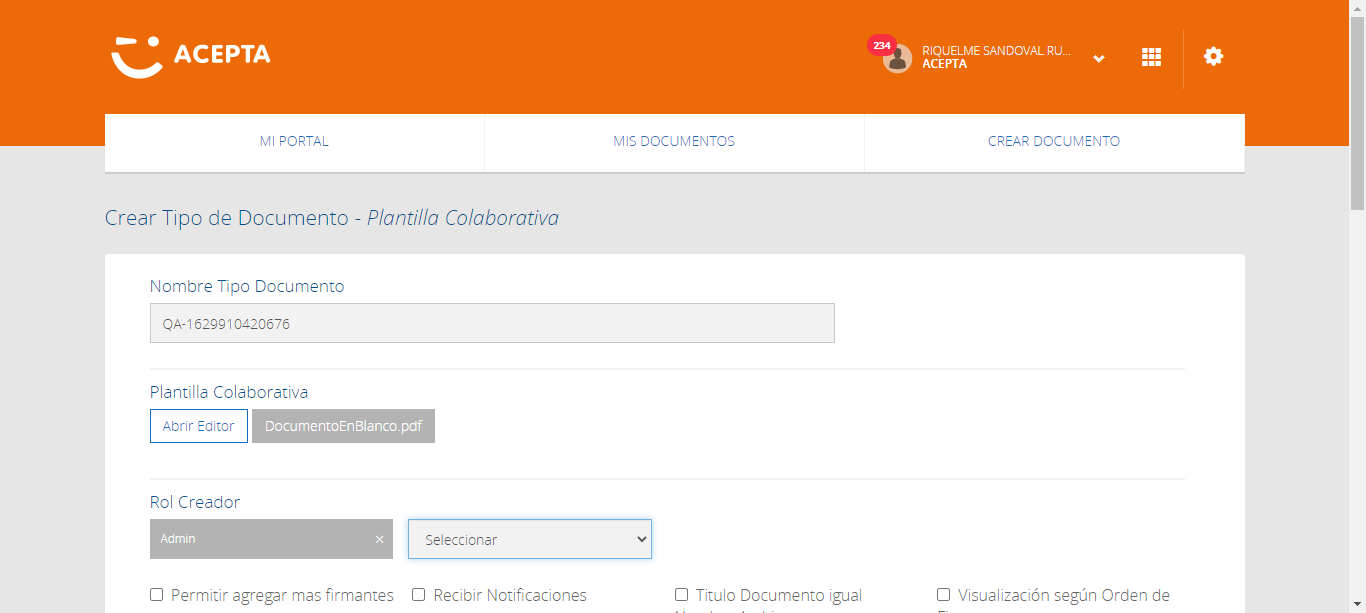 ACEPTA
234
RIQUELME SANDOVAL RU...
ACEPTA
MI PORTAL
MIS DOCUMENTOS
CREAR DOCUMENTO
Crear Tipo de Documento - Plantilla Colaborativa
Nombre Tipo Documento
QA-1629910420676
Plantilla Colaborativa
Abrir Editor
DocumentoEnBlanco.pdf
Rol Creador
Admin ×
Seleccionar
Permitir agregar mas firmantes
Recibir Notificaciones
Titulo Documento igual
Visualización según Orden de